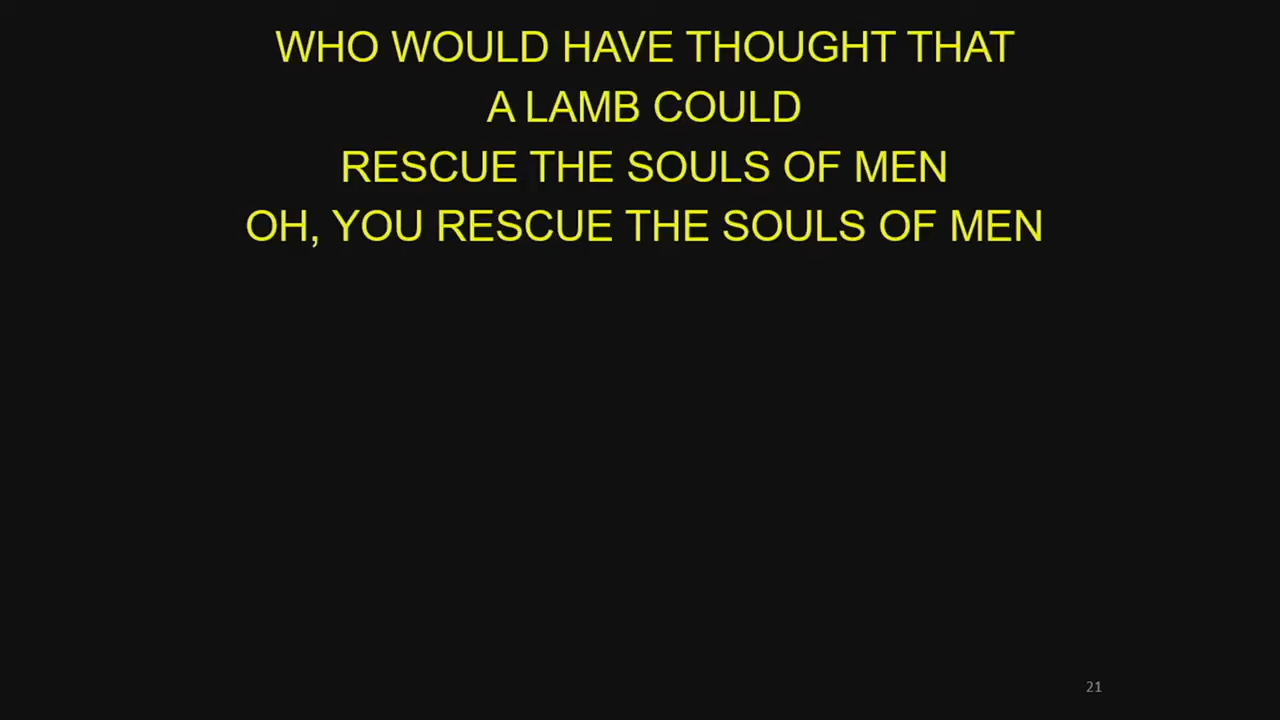 WHO WOULD HAVE THOUGHT THAT
A LAMB COULD
RESCUE THE SOULS OF MEN
OH, YOU RESCUE THE SOULS OF MEN
21